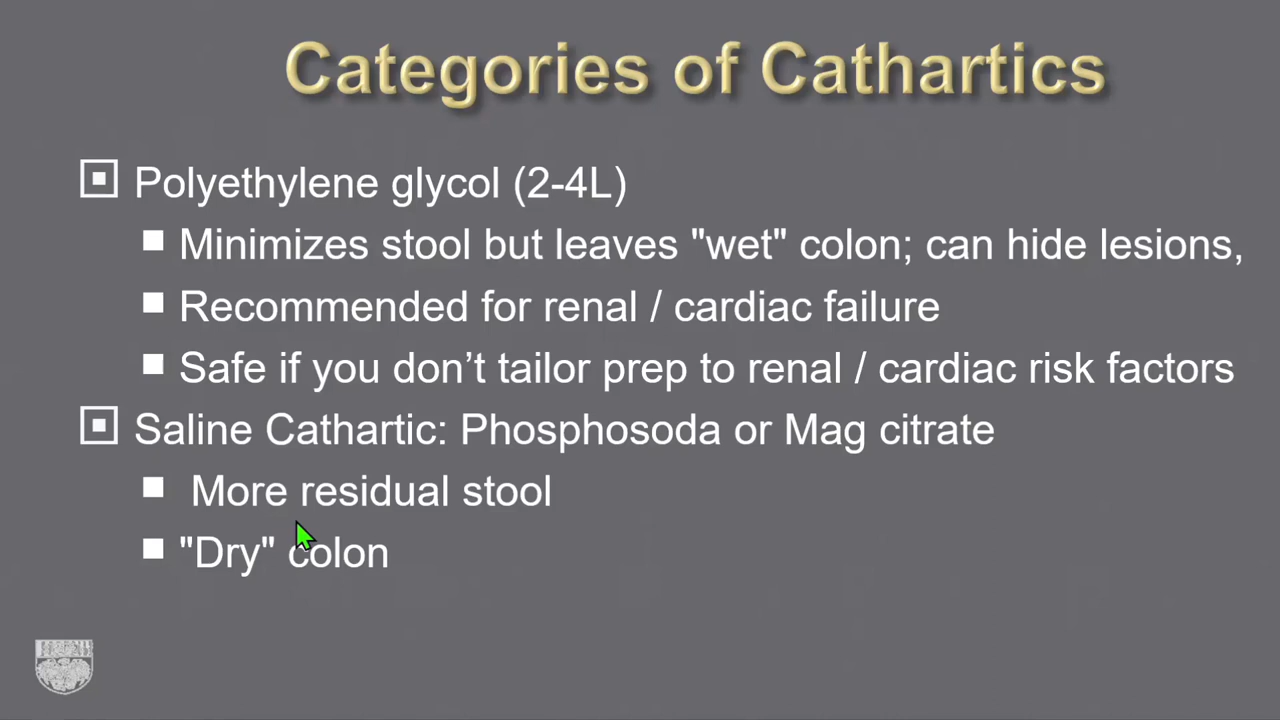 Categories of Cathartics
Polyethylene glycol (2-4L)
Minimizes stool but leaves "wet" colon; can hide lesions,
Recommended for renal / cardiac failure
Safe if you don’t tailor prep to renal / cardiac risk factors
Saline Cathartic: Phosphosoda or Mag citrate
More residual stool
"Dry" colon